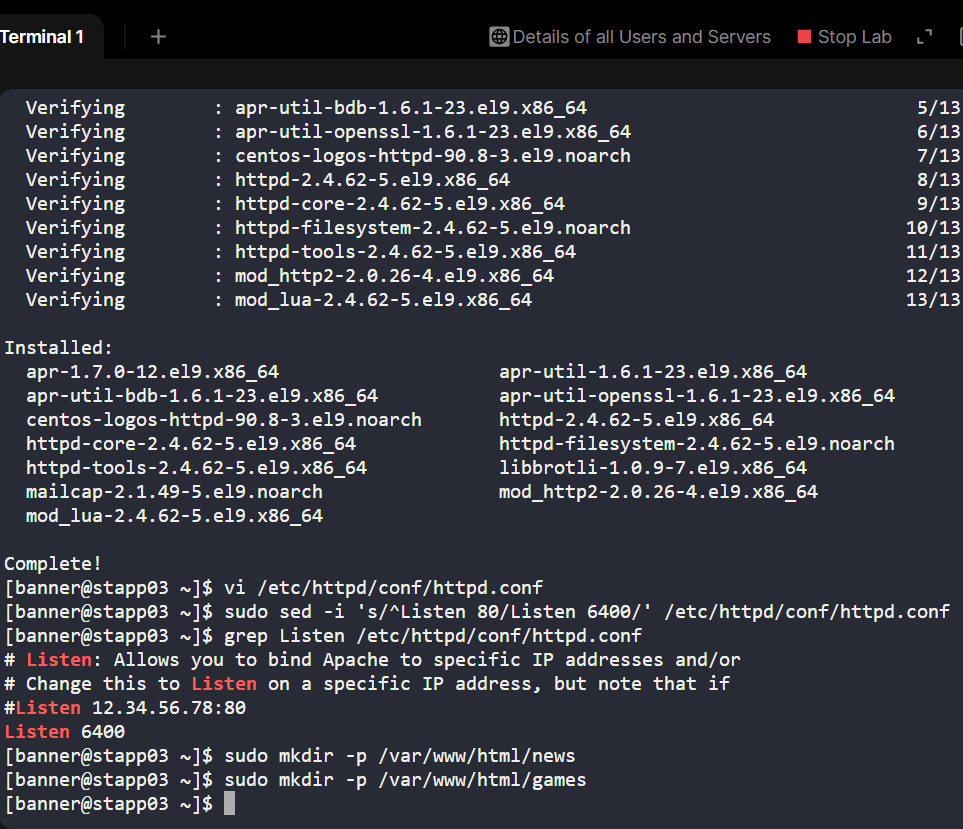 Terminal 1
+
Details of all Users and Servers
Stop Lab
Verifying : apr-util-bdb-1.6.1-23.el9.x86_64 5/13
Verifying : apr-util-openssl-1.6.1-23.el9.x86_64 6/13
Verifying : centos-logos-httpd-90.8-3.el9.noarch 7/13
Verifying : httpd-2.4.62-5.el9.x86_64 8/13
Verifying : httpd-core-2.4.62-5.el9.x86_64 9/13
Verifying : httpd-filesystem-2.4.62-5.el9.noarch 10/13
Verifying : httpd-tools-2.4.62-5.el9.x86_64 11/13
Verifying : mod_http2-2.0.26-4.el9.x86_64 12/13
Verifying : mod_lua-2.4.62-5.el9.x86_64 13/13
Installed:
apr-1.7.0-12.el9.x86_64 apr-util-1.6.1-23.el9.x86_64
apr-util-bdb-1.6.1-23.el9.x86_64 apr-util-openssl-1.6.1-23.el9.x86_64
centos-logos-httpd-90.8-3.el9.noarch httpd-2.4.62-5.el9.x86_64
httpd-core-2.4.62-5.el9.x86_64 httpd-filesystem-2.4.62-5.el9.noarch
httpd-tools-2.4.62-5.el9.x86_64 libbrotli-1.0.9-7.el9.x86_64
mailcap-2.1.49-5.el9.noarch mod_http2-2.0.26-4.el9.x86_64
mod_lua-2.4.62-5.el9.x86_64
Complete!
[banner@stapp03 ~]$ vi /etc/httpd/conf/httpd.conf
[banner@stapp03 ~]$ sudo sed -i 's/^Listen 80/Listen 6400/' /etc/httpd/conf/httpd.conf
[banner@stapp03 ~]$ grep Listen /etc/httpd/conf/httpd.conf
# Listen: Allows you to bind Apache to specific IP addresses and/or
# Change this to Listen on a specific IP address, but note that if
#Listen 12.34.56.78:80
Listen 6400
[banner@stapp03 ~]$ sudo mkdir -p /var/www/html/news
[banner@stapp03 ~]$ sudo mkdir -p /var/www/html/games
[banner@stapp03 ~]$